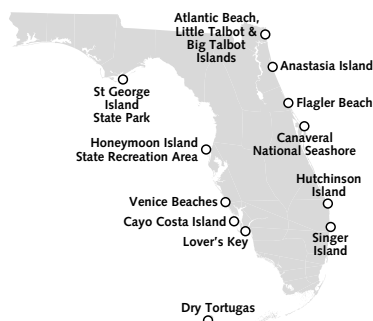 Atlantic Beach,
Little Talbot &
Big Talbot
Islands
Anastasia Island
St George
Island
State Park
Flagler Beach
Canaveral
National Seashore
Honeymoon Island
State Recreation Area
Hutchinson
Island
Venice Beaches
Cayo Costa Island
Lover's Key
Singer
Island
Dry Tortugas